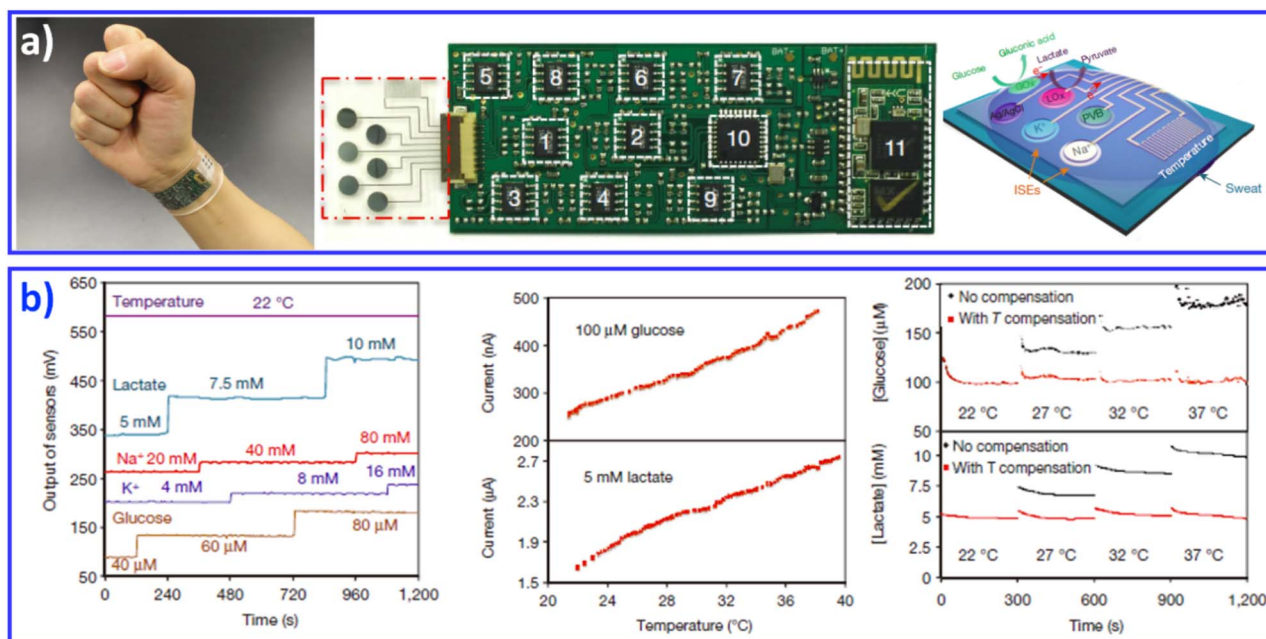 a)
5
8
6
7
BAT-
BAT+
1
2
10
11
3
4
9
Glucose
Gluconic acid
Lactate
Pyruvate
e⁻
GOx
LOx
Ag/AgCl
K⁺
PVB
Na⁺
ISEs
Temperature
Sweat
b)
Output of sensors (mV)
650
550
450
350
250
150
50
Temperature 22 °C
10 mM
Lactate 7.5 mM
5 mM
80 mM
Na⁺ 20 mM 40 mM
16 mM
K⁺ 4 mM 8 mM
Glucose
80 µM
60 µM
40 µM
0 240 480 720 960 1,200
Time (s)
Current (nA)
500
400
300
200
100 µM glucose
Current (µA)
2.7
2.3
1.9
1.5
5 mM lactate
20 24 28 32 36 40
Temperature (°C)
[Glucose] (µM)
200
150
100
50
No compensation
With T compensation
22 °C 27 °C 32 °C 37 °C
[Lactate] (mM)
10
7.5
5
2.5
0
No compensation
With T compensation
22 °C 27 °C 32 °C 37 °C
0 300 600 900 1,200
Time (s)